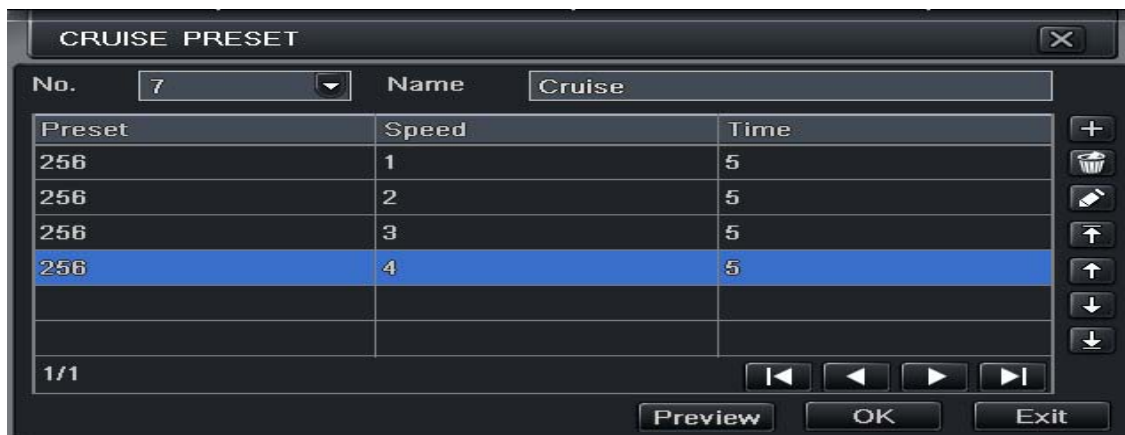 CRUISE PRESET
No. 7 Name Cruise
Preset Speed Time
256 1 5
256 2 5
256 3 5
256 4 5
1/1
Preview OK Exit